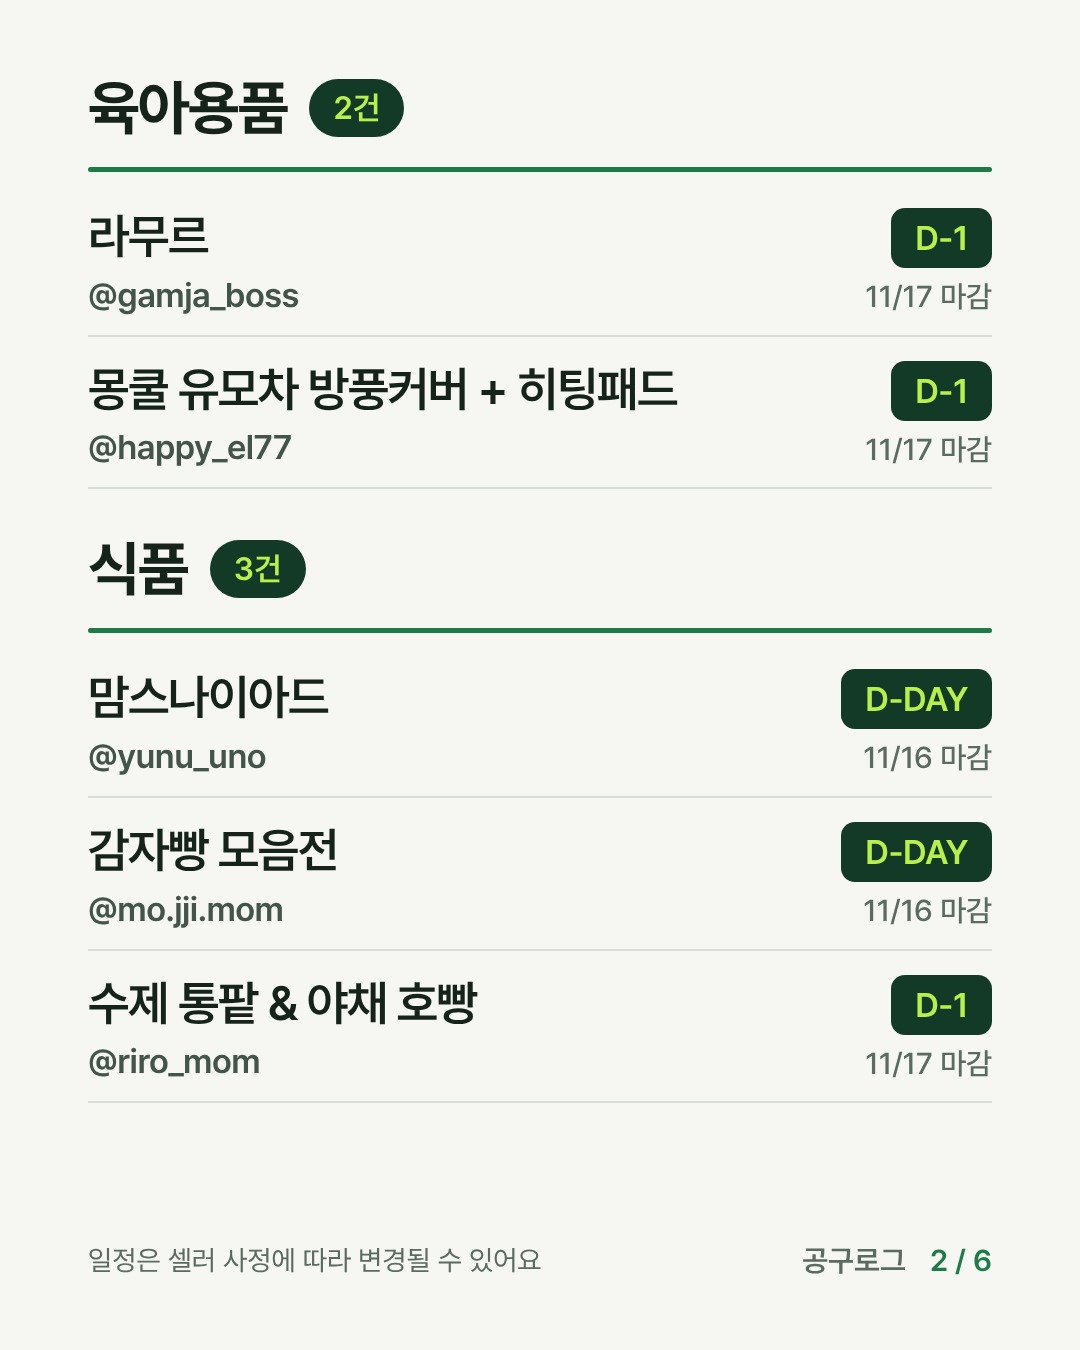 육아용품 2건
라무르 D-1
@gamja_boss 11/17 마감
몽쿨 유모차 방풍커버 + 히팅패드 D-1
@happy_el77 11/17 마감
식품 3건
맘스나이아드 D-DAY
@yunu_uno 11/16 마감
감자빵 모음전 D-DAY
@mo.jji.mom 11/16 마감
수제 통팥 & 야채 호빵 D-1
@riro_mom 11/17 마감
일정은 셀러 사정에 따라 변경될 수 있어요 공구로그 2 / 6